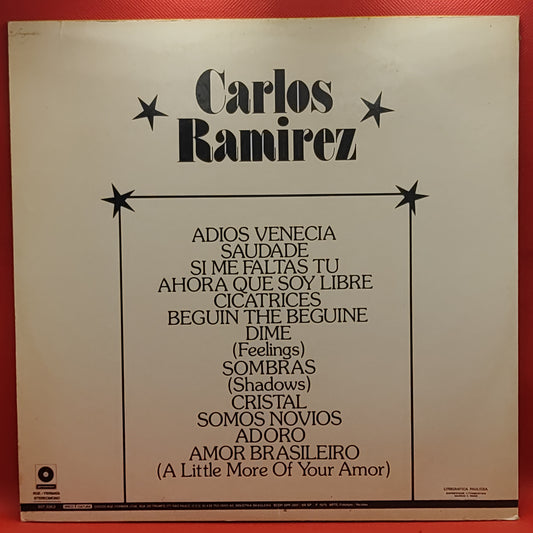 Carlos
Ramirez
ADIOS VENECIA
SAUDADE
SI ME FALTAS TU
AHORA QUE SOY LIBRE
CICATRICES
BEGUIN THE BEGUINE
DIME
(Feelings)
SOMBRAS
(Shadows)
CRISTAL
SOMOS NOVIOS
ADORO
AMOR BRASILEIRO
(A Little More Of Your Amor)
LITOGRAFICA PAULISTA